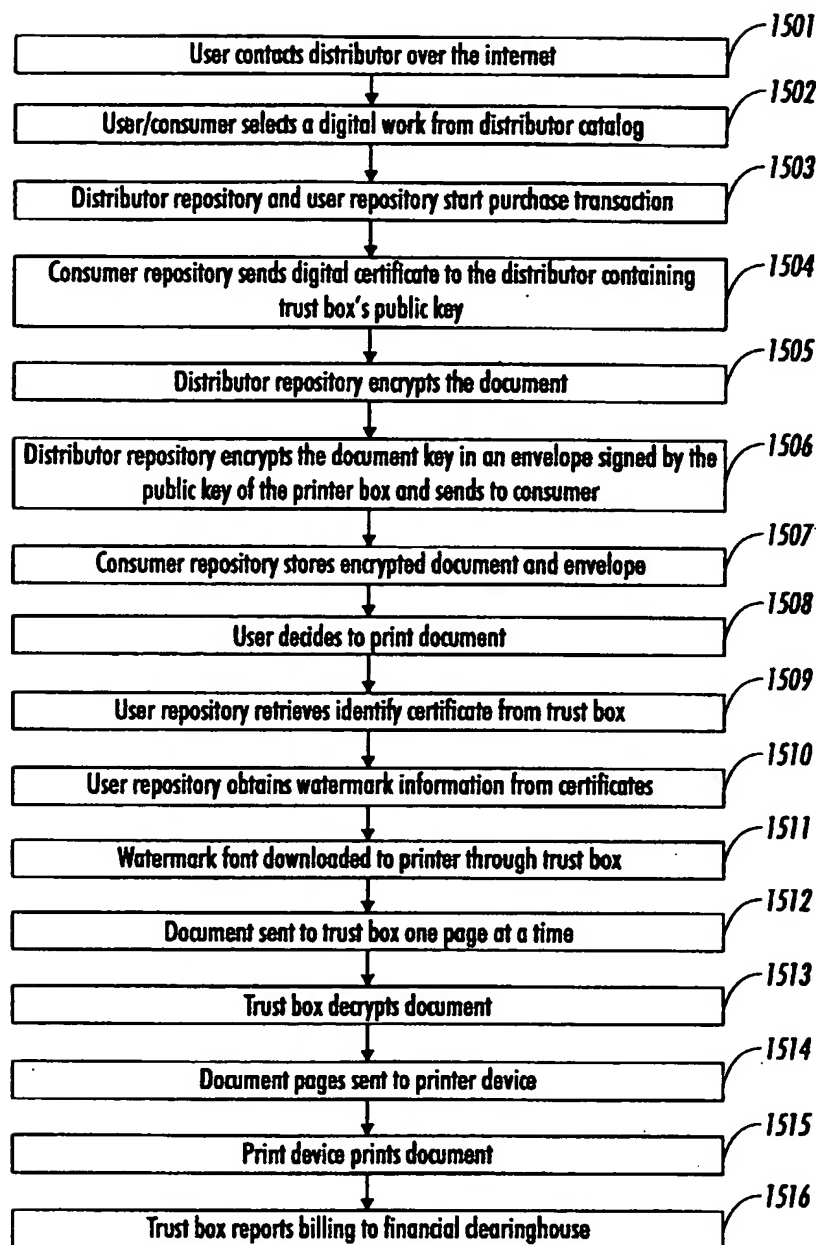 1501
User contacts distributor over the internet
1502
User/consumer selects a digital work from distributor catalog
1503
Distributor repository and user repository start purchase transaction
1504
Consumer repository sends digital certificate to the distributor containing
trust box's public key
1505
Distributor repository encrypts the document
1506
Distributor repository encrypts the document key in an envelope signed by the
public key of the printer box and sends to consumer
1507
Consumer repository stores encrypted document and envelope
1508
User decides to print document
1509
User repository retrieves identify certificate from trust box
1510
User repository obtains watermark information from certificates
1511
Watermark font downloaded to printer through trust box
1512
Document sent to trust box one page at a time
1513
Trust box decrypts document
1514
Document pages sent to printer device
1515
Print device prints document
1516
Trust box reports billing to financial clearinghouse